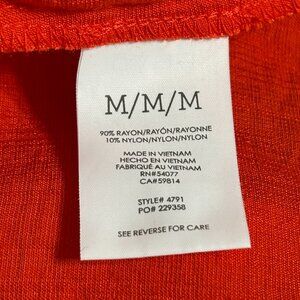 M/M/M
90% RAYON/RAYÓN/RAYONNE
10% NYLON/NYLON/NYLON
MADE IN VIETNAM
HECHO EN VIETNAM
FABRIQUÉ AU VIETNAM
RN#54077
CA#59814
STYLE# 4791
PO# 229358
SEE REVERSE FOR CARE